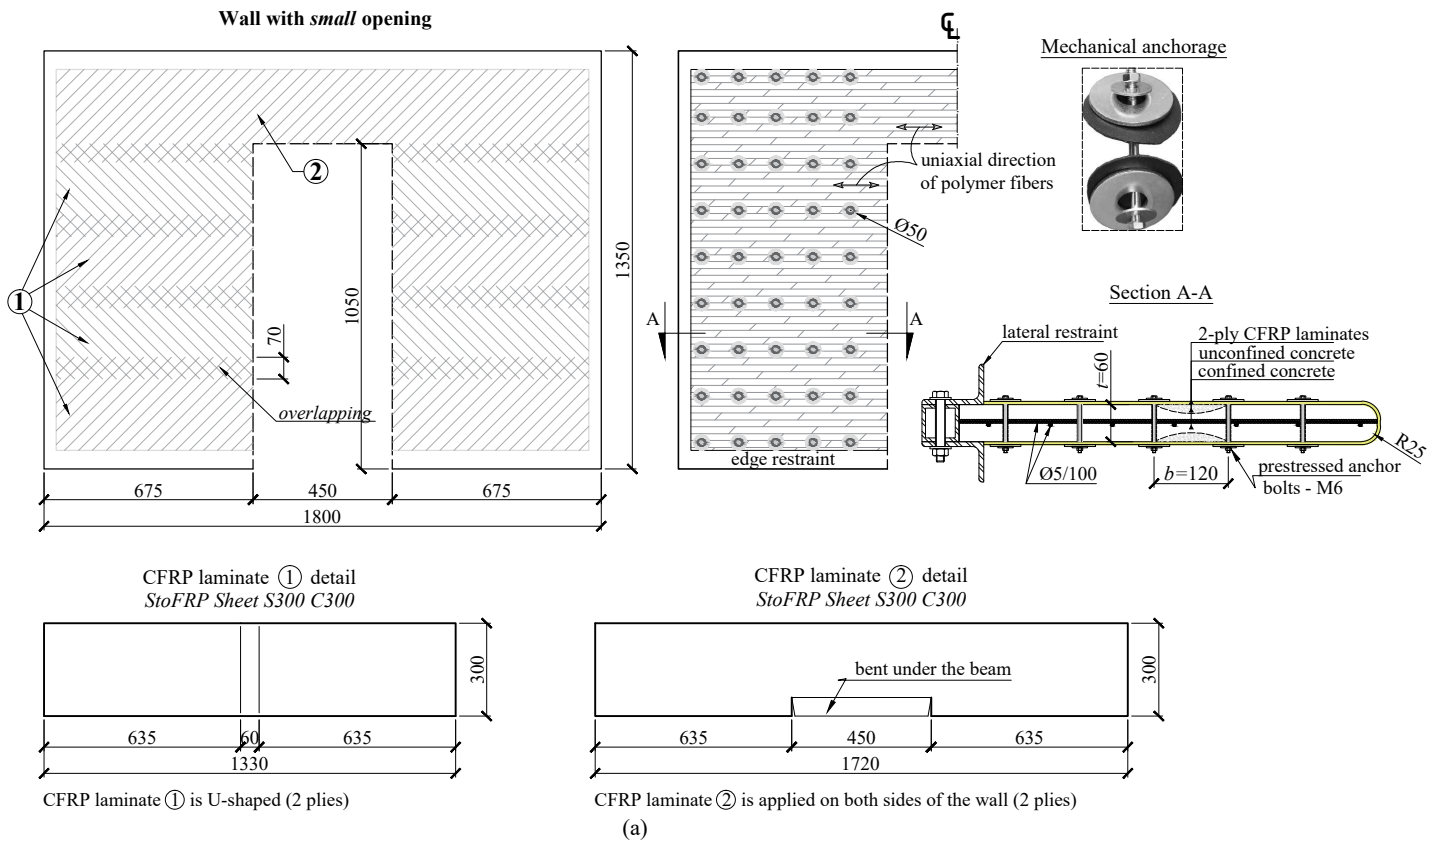 Wall with small opening
1
2
70
overlapping
1050
1350
675
450
675
1800
℄
uniaxial direction
of polymer fibers
Ø50
A
A
edge restraint
Mechanical anchorage
Section A-A
lateral restraint
2-ply CFRP laminates
unconfined concrete
confined concrete
t=60
Ø5/100
b=120
prestressed anchor
bolts - M6
R25
CFRP laminate 1 detail
StoFRP Sheet S300 C300
300
635
60
635
1330
CFRP laminate 1 is U-shaped (2 plies)
CFRP laminate 2 detail
StoFRP Sheet S300 C300
bent under the beam
300
635
450
635
1720
CFRP laminate 2 is applied on both sides of the wall (2 plies)
(a)